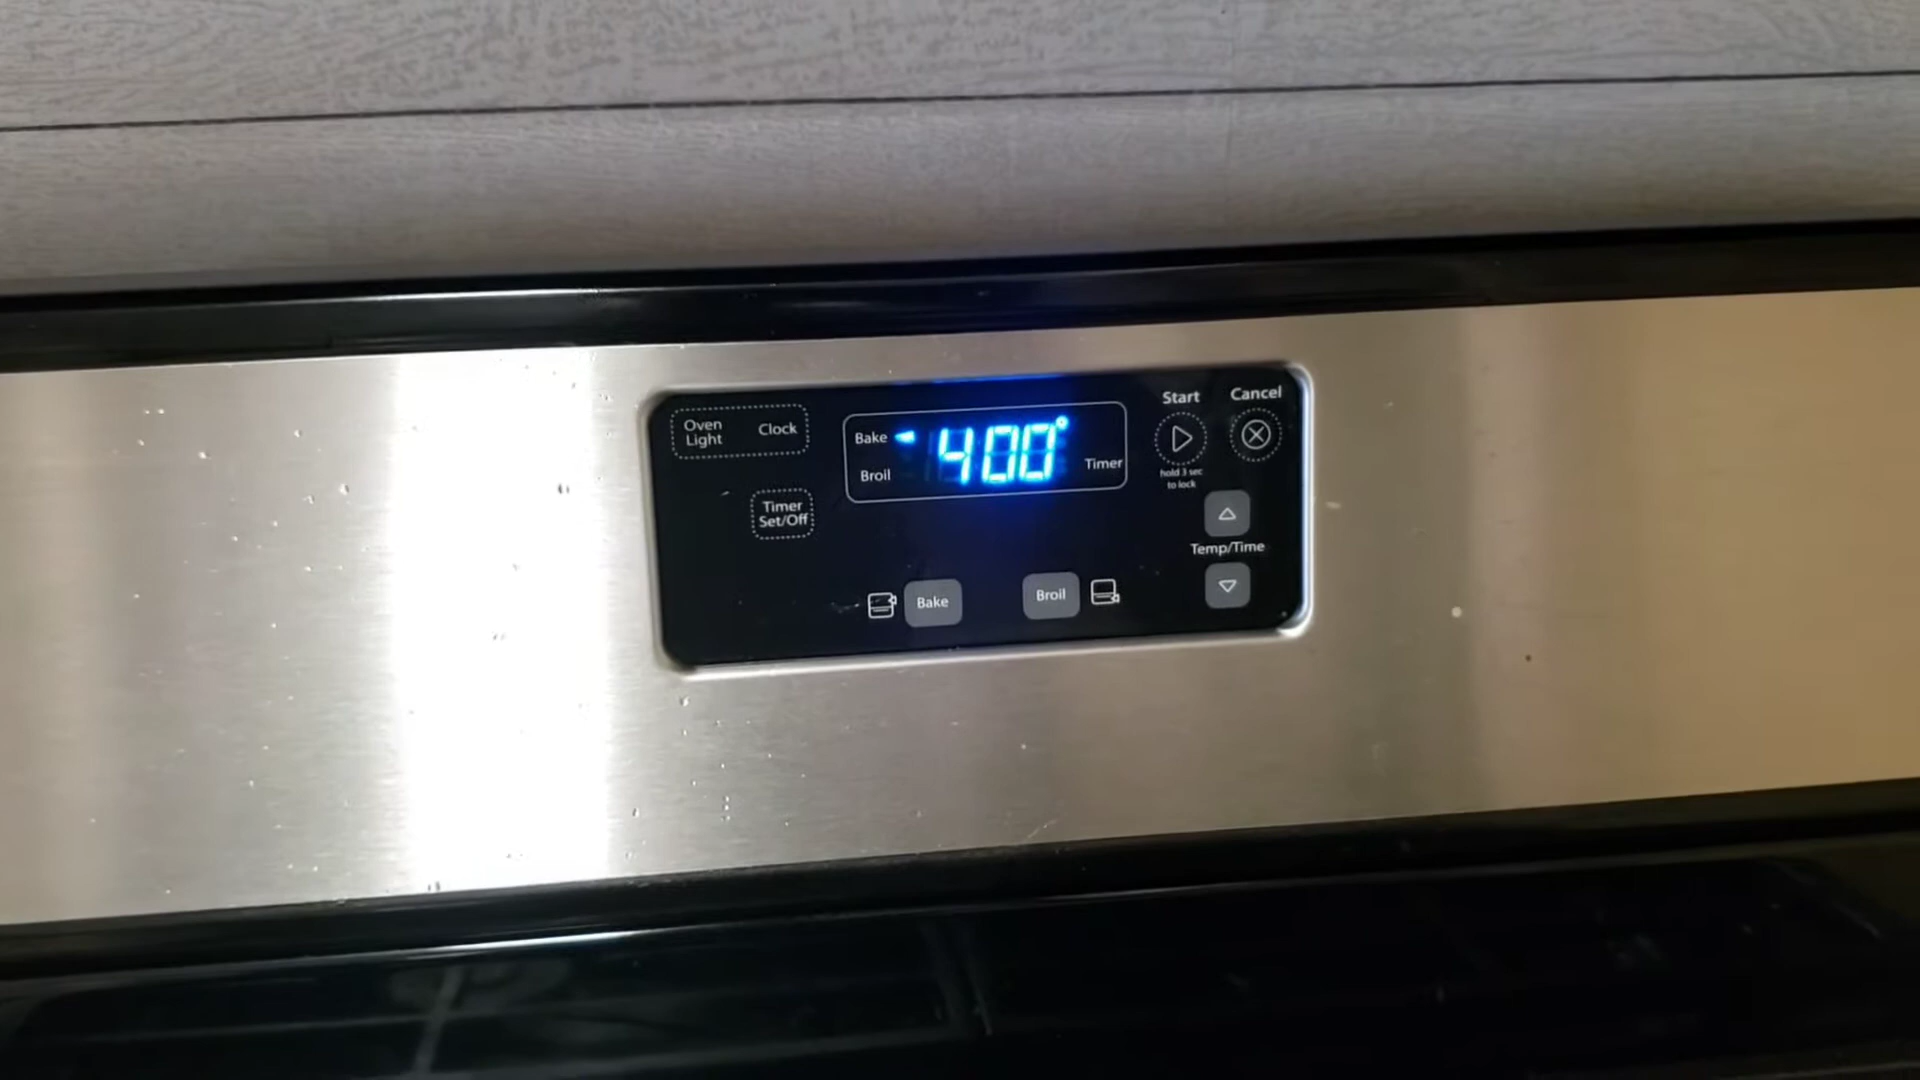 Oven
Light
Clock
Timer
Set/Off
Bake
400°
Broil
Timer
Start
hold 3 sec
to lock
Cancel
Temp/Time
Bake
Broil